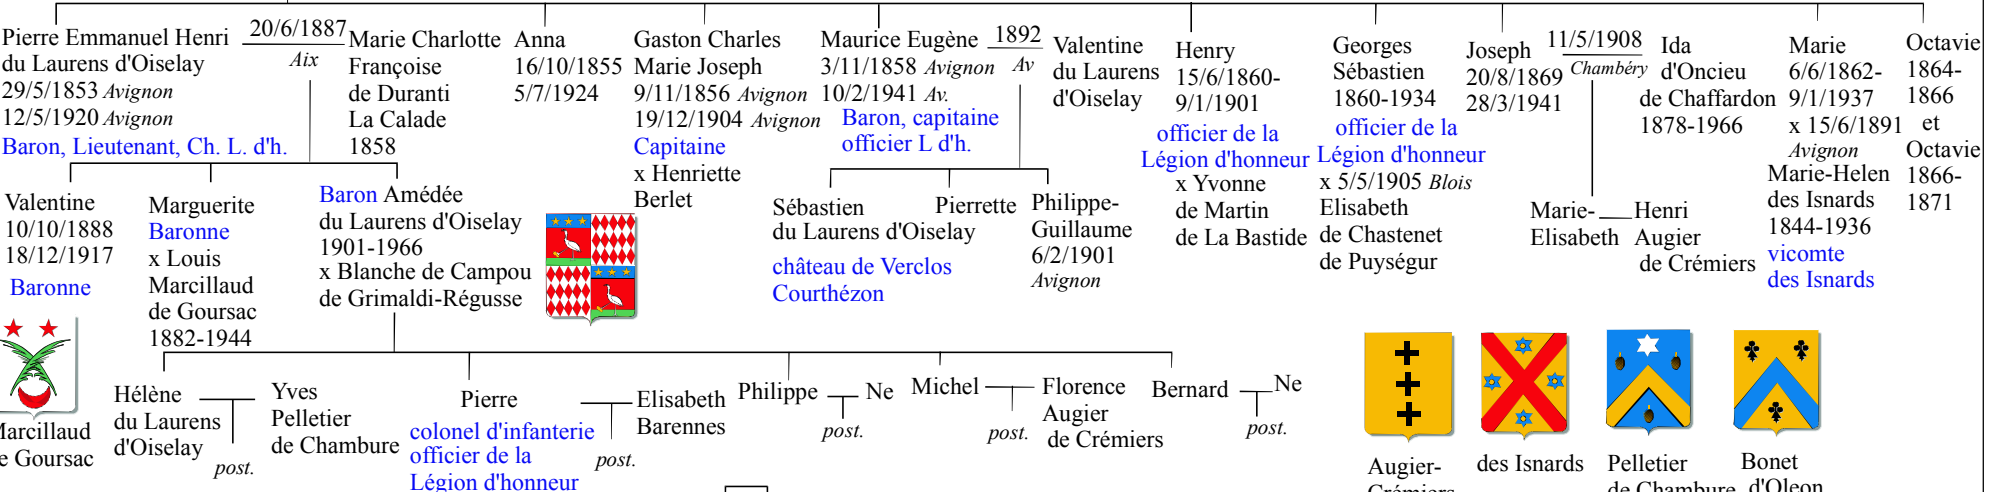 Pierre Emmanuel Henri
du Laurens d'Oiselay
29/5/1853 Avignon
12/5/1920 Avignon
Baron, Lieutenant, Ch. L. d'h.
20/6/1887
Aix
Marie Charlotte
Françoise
de Duranti
La Calade
1858
Anna
16/10/1855
5/7/1924
Gaston Charles
Marie Joseph
9/11/1856 Avignon
19/12/1904 Avignon
Capitaine
x Henriette
Berlet
Maurice Eugène
3/11/1858 Avignon
10/2/1941 Av.
Baron, capitaine
officier L d'h.
1892
Av
Valentine
du Laurens
d'Oiselay
Henry
15/6/1860-
9/1/1901
officier de la
Légion d'honneur
x Yvonne
de Martin
de La Bastide
Georges
Sébastien
1860-1934
officier de la
Légion d'honneur
x 5/5/1905 Blois
Elisabeth
de Chastenet
de Puységur
Joseph
20/8/1869
28/3/1941
11/5/1908
Chambéry
Ida
d'Oncieu
de Chaffardon
1878-1966
Marie
6/6/1862-
9/1/1937
x 15/6/1891
Avignon
Marie-Helen
des Isnards
1844-1936
vicomte
des Isnards
Octavie
1864-
1866
et
Octavie
1866-
1871
Valentine
10/10/1888
18/12/1917
Baronne
Marguerite
Baronne
x Louis
Marcillaud
de Goursac
1882-1944
Baron Amédée
du Laurens d'Oiselay
1901-1966
x Blanche de Campou
de Grimaldi-Régusse
Sébastien
du Laurens d'Oiselay
château de Verclos
Courthézon
Pierrette
Philippe-
Guillaume
6/2/1901
Avignon
Marie-
Elisabeth
Henri
Augier
de Crémiers
Hélène
du Laurens
d'Oiselay
post.
Yves
Pelletier
de Chambure
Pierre
colonel d'infanterie
officier de la
Légion d'honneur
post.
Elisabeth
Barennes
Philippe
Ne
post.
Michel
post.
Florence
Augier
de Crémiers
Bernard
Ne
post.
Marcillaud
de Goursac
Augier-
Crémiers
des Isnards
Pelletier
de Chambure
Bonet
d'Oleon